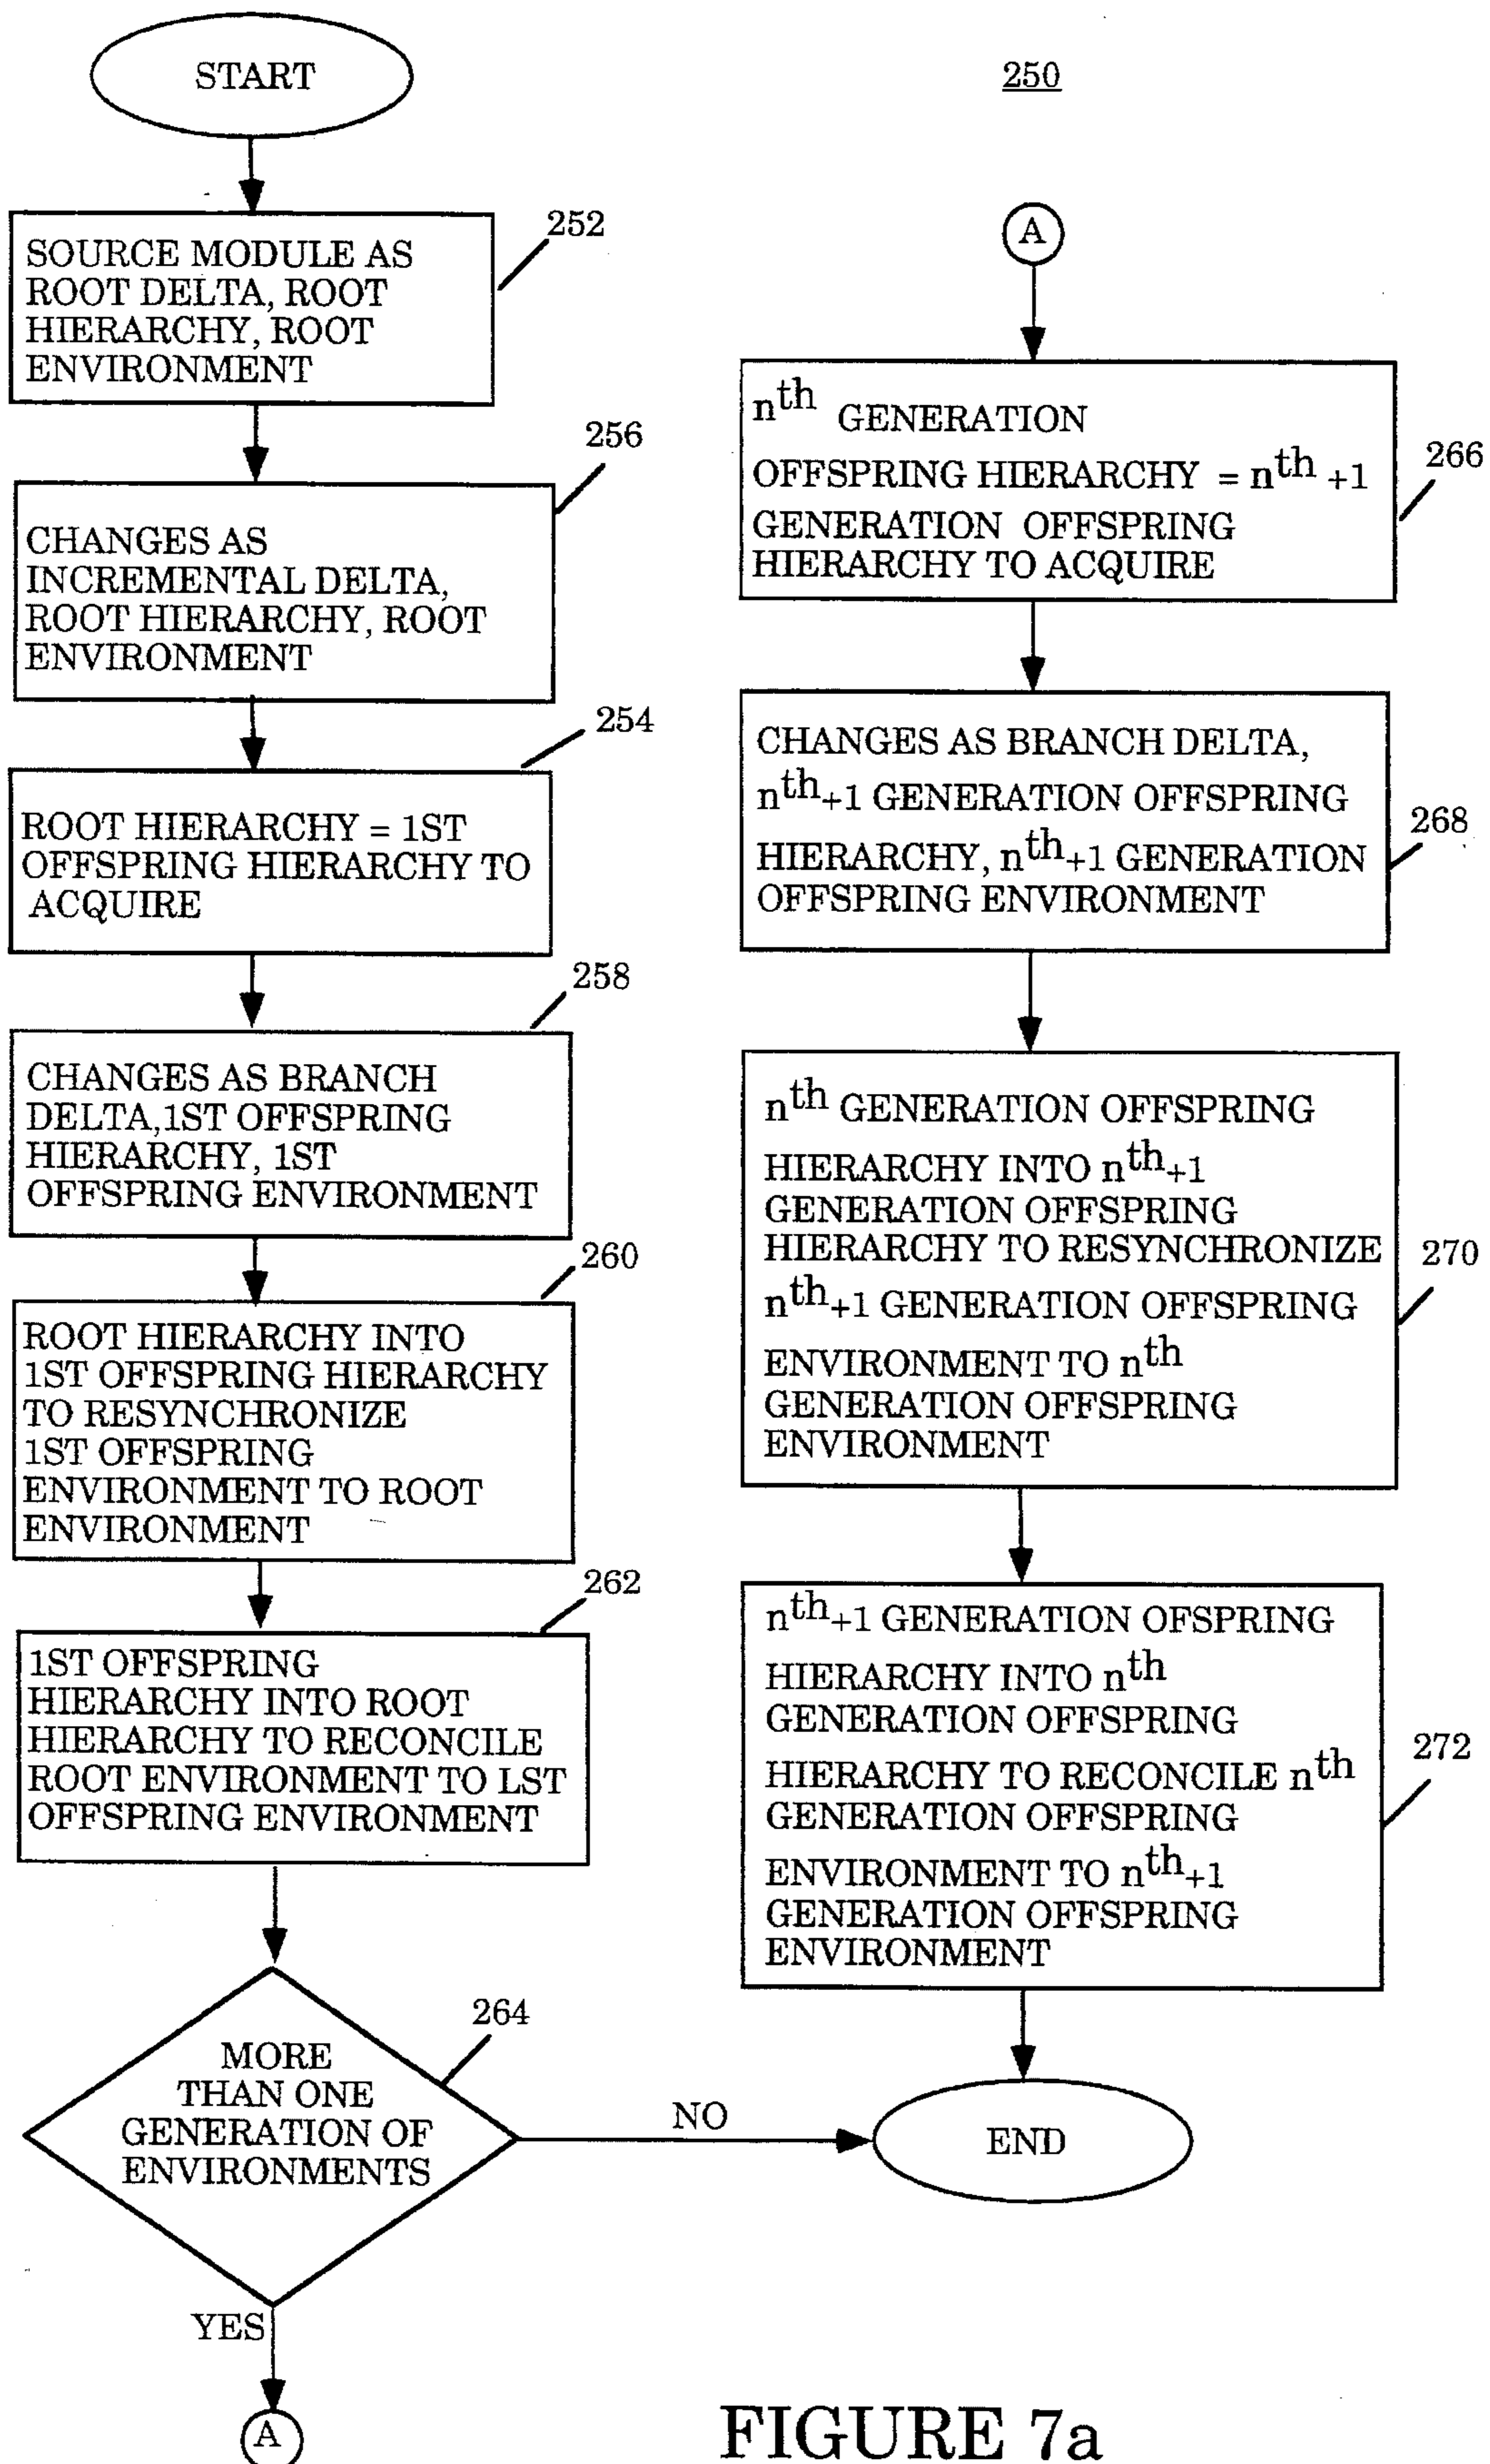 START
252
SOURCE MODULE AS
ROOT DELTA, ROOT
HIERARCHY, ROOT
ENVIRONMENT
256
CHANGES AS
INCREMENTAL DELTA,
ROOT HIERARCHY, ROOT
ENVIRONMENT
254
ROOT HIERARCHY = 1ST
OFFSPRING HIERARCHY TO
ACQUIRE
258
CHANGES AS BRANCH
DELTA,1ST OFFSPRING
HIERARCHY, 1ST
OFFSPRING ENVIRONMENT
260
ROOT HIERARCHY INTO
1ST OFFSPRING HIERARCHY
TO RESYNCHRONIZE
1ST OFFSPRING
ENVIRONMENT TO ROOT
ENVIRONMENT
262
1ST OFFSPRING
HIERARCHY INTO ROOT
HIERARCHY TO RECONCILE
ROOT ENVIRONMENT TO LST
OFFSPRING ENVIRONMENT
264
MORE
THAN ONE
GENERATION OF
ENVIRONMENTS
NO
YES
A
250
A
nth GENERATION
OFFSPRING HIERARCHY = nth +1
GENERATION OFFSPRING
HIERARCHY TO ACQUIRE
266
CHANGES AS BRANCH DELTA,
nth+1 GENERATION OFFSPRING
HIERARCHY, nth+1 GENERATION
OFFSPRING ENVIRONMENT
268
nth GENERATION OFFSPRING
HIERARCHY INTO nth+1
GENERATION OFFSPRING
HIERARCHY TO RESYNCHRONIZE
nth+1 GENERATION OFFSPRING
ENVIRONMENT TO nth
GENERATION OFFSPRING
ENVIRONMENT
270
nth+1 GENERATION OFSPRING
HIERARCHY INTO nth
GENERATION OFFSPRING
HIERARCHY TO RECONCILE nth
GENERATION OFFSPRING
ENVIRONMENT TO nth+1
GENERATION OFFSPRING
ENVIRONMENT
272
END
FIGURE 7a